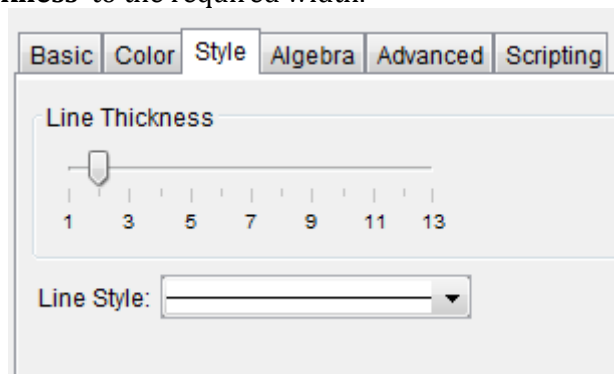 kness' to the required width.
Basic Color Style Algebra Advanced Scripting
Line Thickness
1 3 5 7 9 11 13
Line Style: